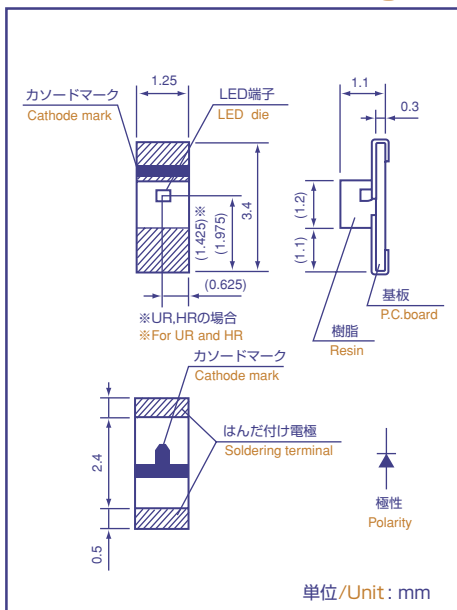 1.25
1.1
カソードマーク
Cathode mark
LED端子
LED die
0.3
3.4
(1.425)※
(1.975)
(1.2)
(1.1)
(0.625)
※UR,HRの場合
※For UR and HR
基板
P.C.board
樹脂
Resin
カソードマーク
Cathode mark
はんだ付け電極
Soldering terminal
2.4
0.5
極性
Polarity
単位/Unit : mm